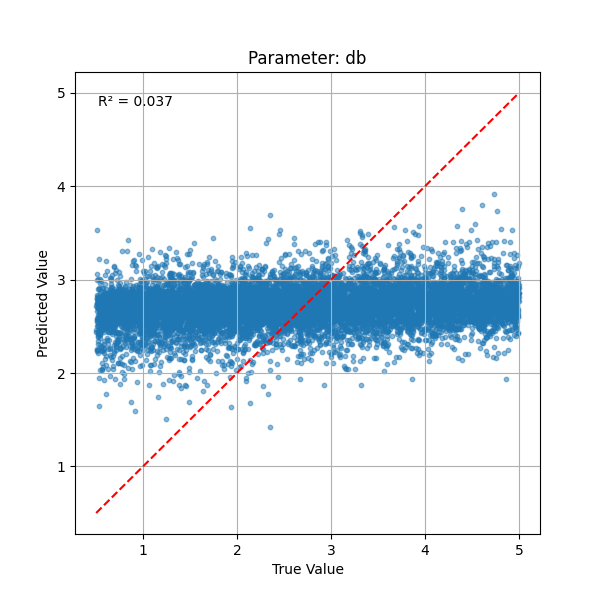 Parameter: db
R² = 0.037
5
4
3
2
1
Predicted Value
1 2 3 4 5
True Value